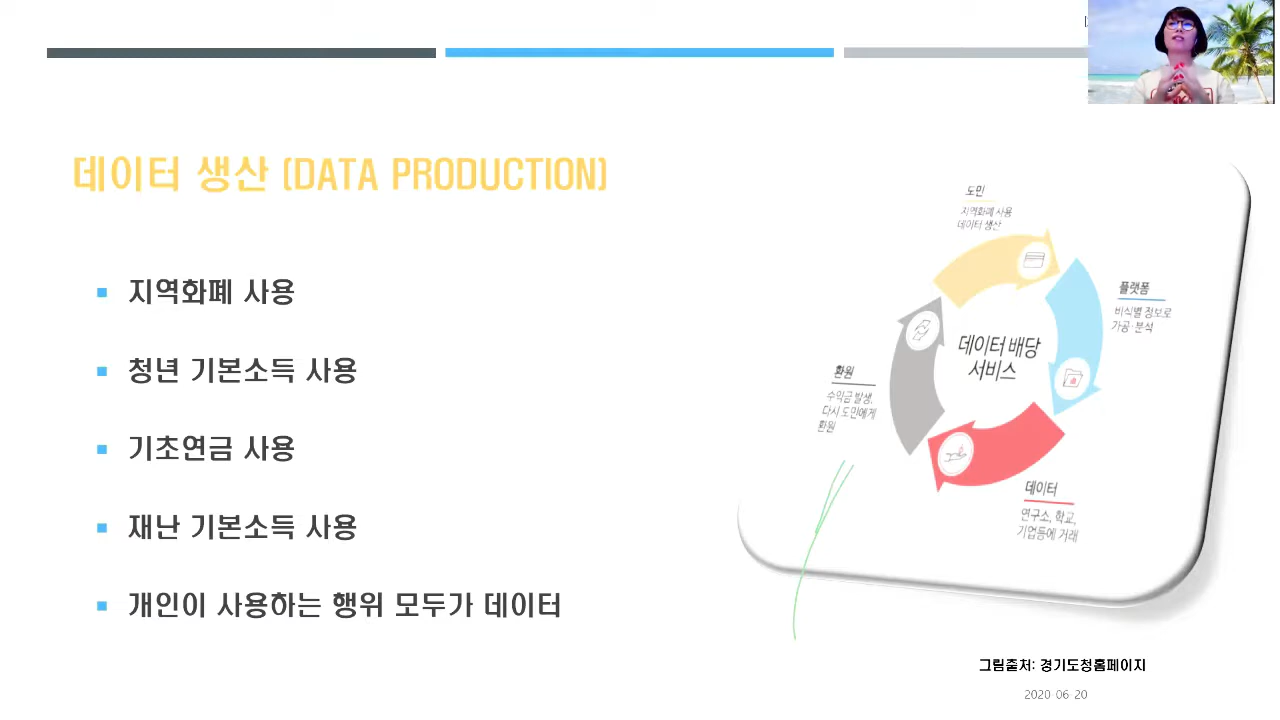 데이터 생산 (DATA PRODUCTION)
지역화폐 사용
청년 기본소득 사용
기초연금 사용
재난 기본소득 사용
개인이 사용하는 행위 모두가 데이터
도민
지역화폐 사용
데이터 생산
플랫폼
비식별 정보로
가공·분석
데이터 배당
서비스
환원
수익금 발생,
다시 도민에게
환원
데이터
연구소, 학교,
기업등에 거래
그림출처: 경기도청홈페이지
2020-06-20